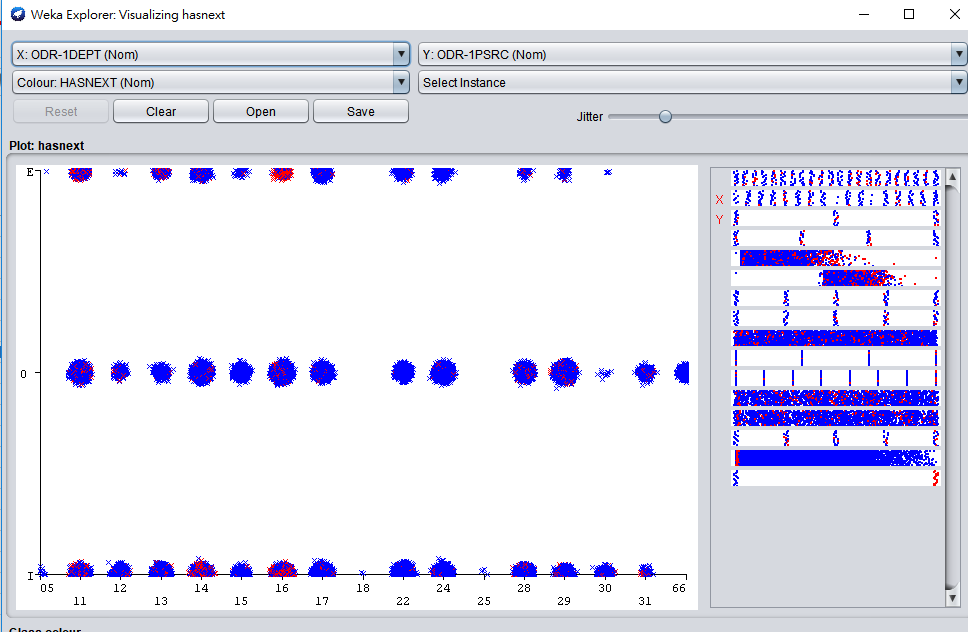 Weka Explorer: Visualizing hasnext
X: ODR-1DEPT (Nom)
Y: ODR-1PSRC (Nom)
Colour: HASNEXT (Nom)
Select Instance
Reset
Clear
Open
Save
Jitter
Plot: hasnext
E
O
I
05 12 14 16 18 24 28 30 66
11 13 15 17 22 25 29 31
X
Y
Class colour